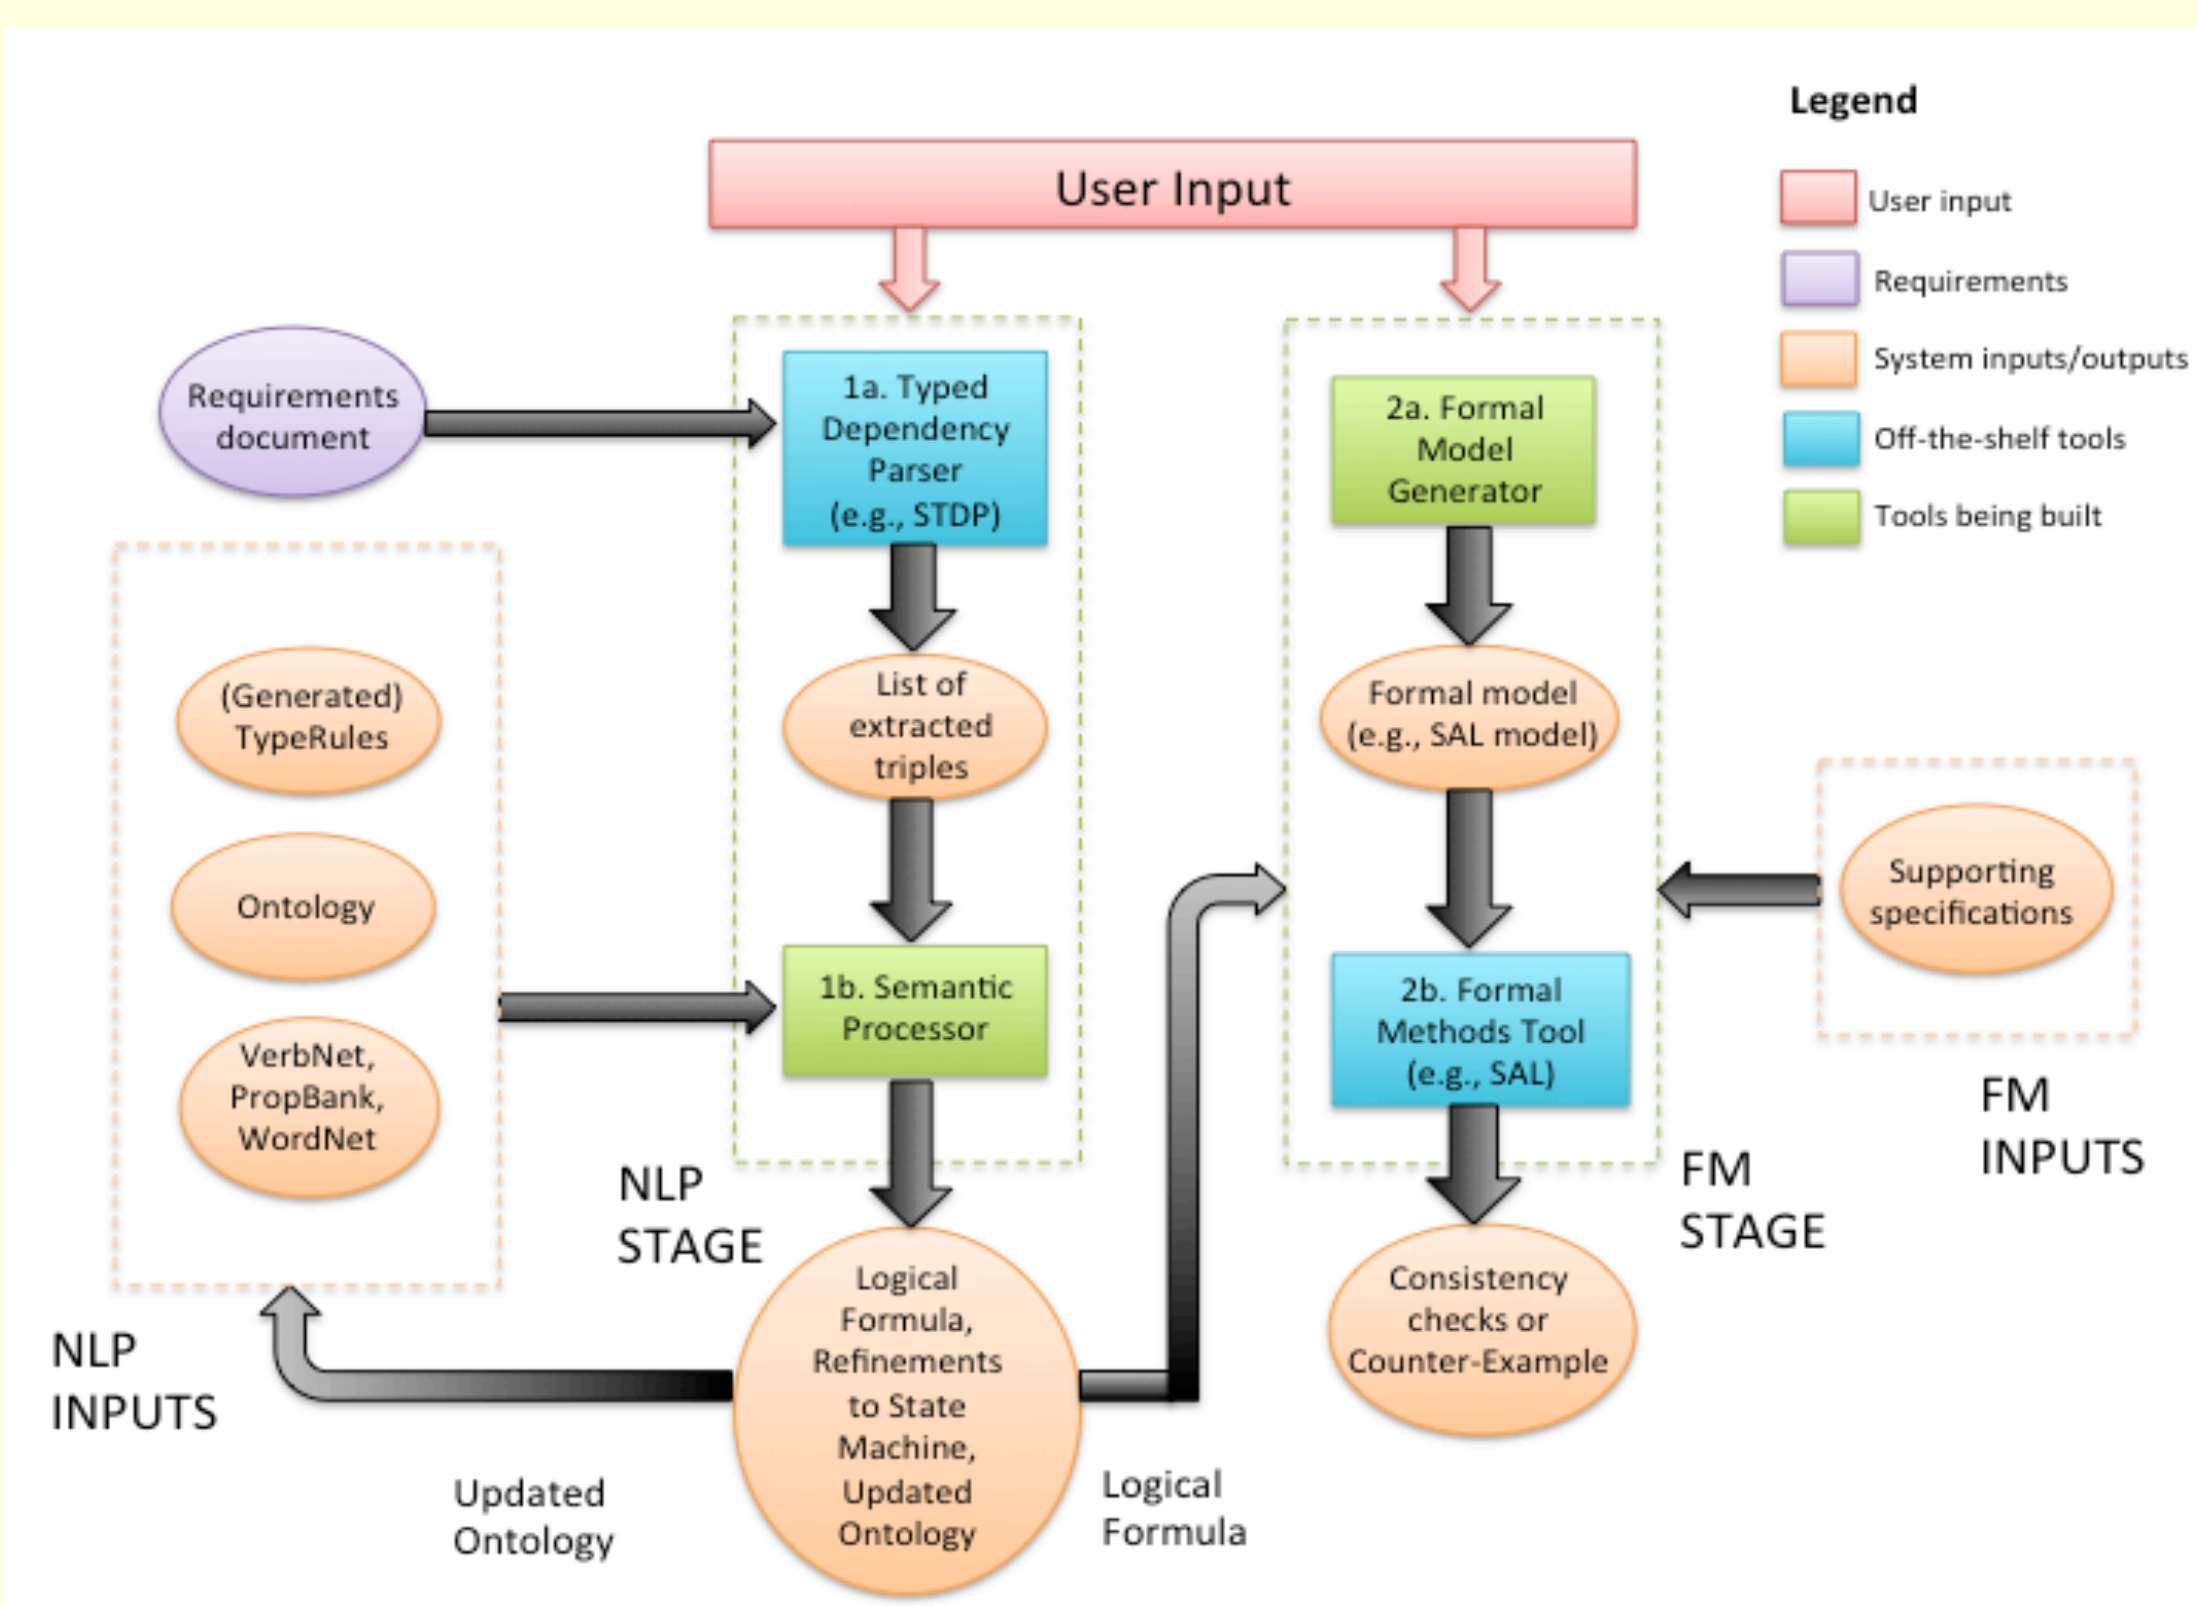 Legend
User input
Requirements
System inputs/outputs
Off-the-shelf tools
Tools being built
User Input
Requirements
document
1a. Typed
Dependency
Parser
(e.g., STDP)
List of
extracted
triples
1b. Semantic
Processor
NLP
STAGE
Logical
Formula,
Refinements
to State
Machine,
Updated
Ontology
(Generated)
TypeRules
Ontology
VerbNet,
PropBank,
WordNet
NLP
INPUTS
Updated
Ontology
Logical
Formula
2a. Formal
Model
Generator
Formal model
(e.g., SAL model)
2b. Formal
Methods Tool
(e.g., SAL)
FM
STAGE
Consistency
checks or
Counter-Example
Supporting
specifications
FM
INPUTS